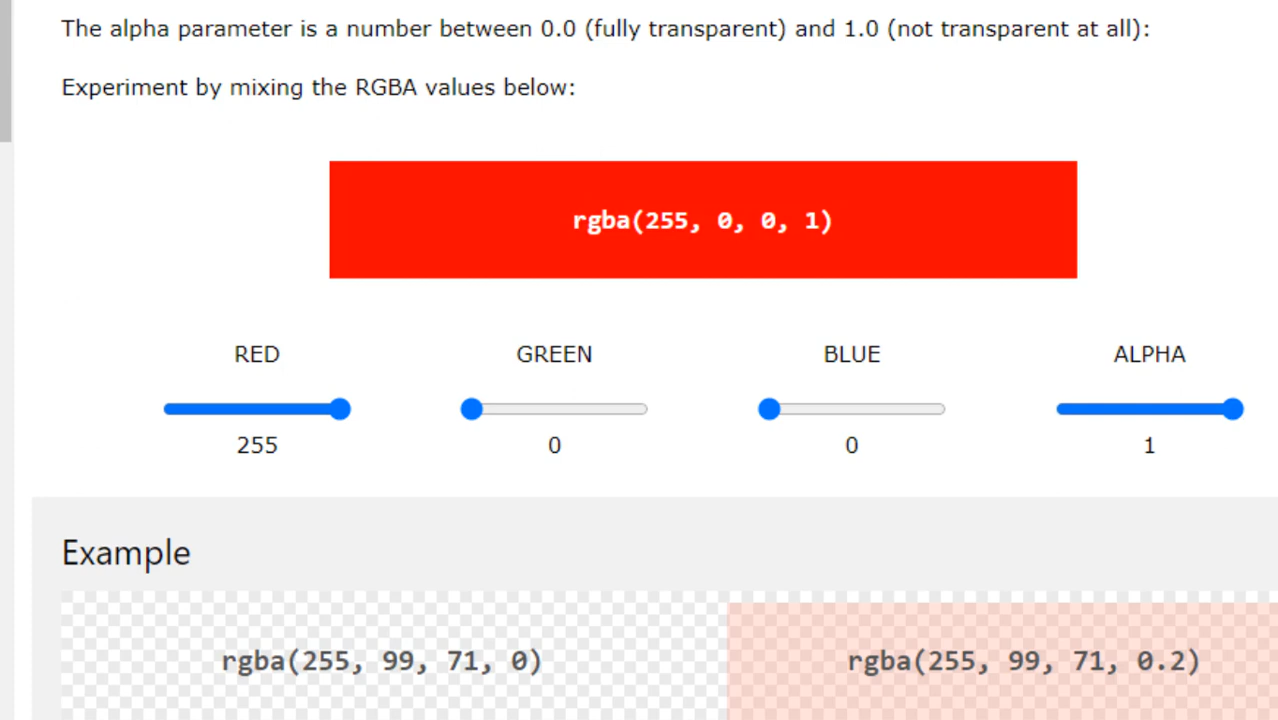 The alpha parameter is a number between 0.0 (fully transparent) and 1.0 (not transparent at all):
Experiment by mixing the RGBA values below:
rgba(255, 0, 0, 1)
RED GREEN BLUE ALPHA
255 0 0 1
Example
rgba(255, 99, 71, 0) rgba(255, 99, 71, 0.2)